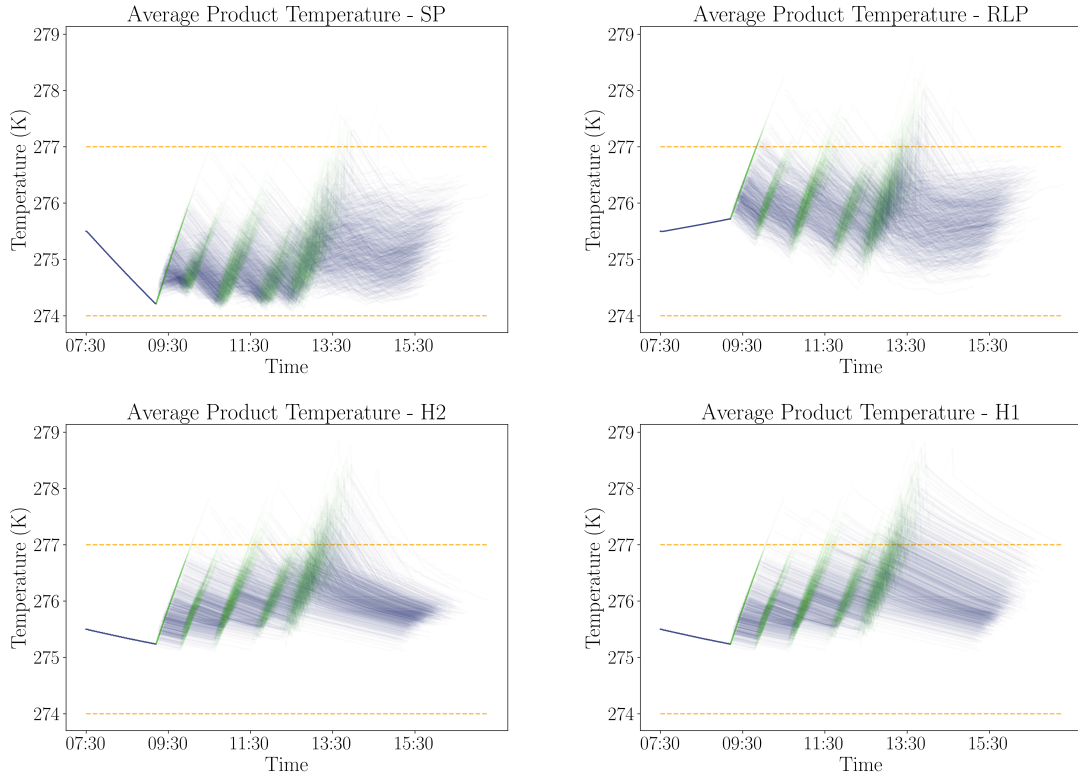 Average Product Temperature - SP
279
278
277
276
275
274
Temperature (K)
07:30 09:30 11:30 13:30 15:30
Time
Average Product Temperature - RLP
279
278
277
276
275
274
Temperature (K)
07:30 09:30 11:30 13:30 15:30
Time
Average Product Temperature - H2
279
278
277
276
275
274
Temperature (K)
07:30 09:30 11:30 13:30 15:30
Time
Average Product Temperature - H1
279
278
277
276
275
274
Temperature (K)
07:30 09:30 11:30 13:30 15:30
Time